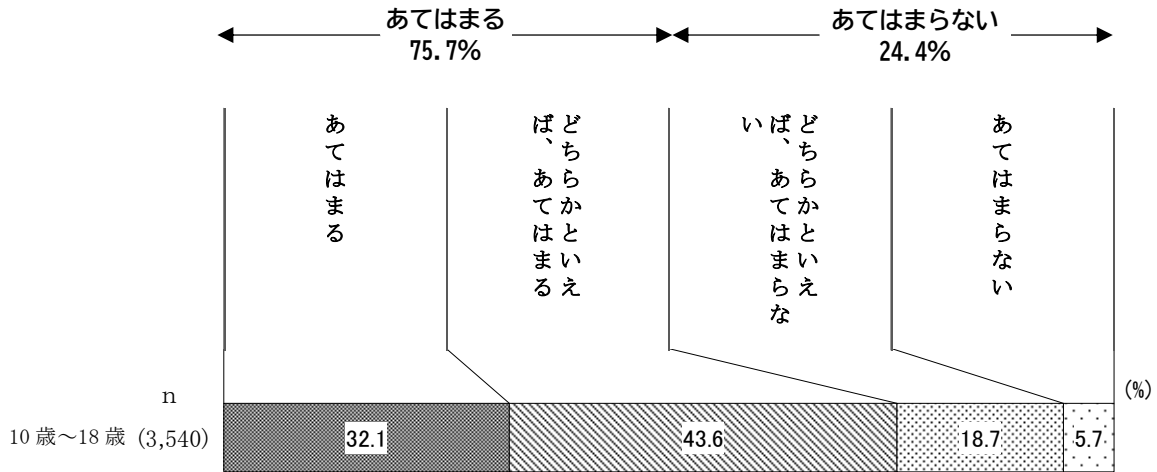 あてはまる
75.7%
あてはまらない
24.4%
あてはまる
どちらかといえ
ば、あてはまる
どちらかといえ
ば、あてはまらな
い
あてはまらない
(%)
n
10歳～18歳 (3,540)
32.1
43.6
18.7
5.7